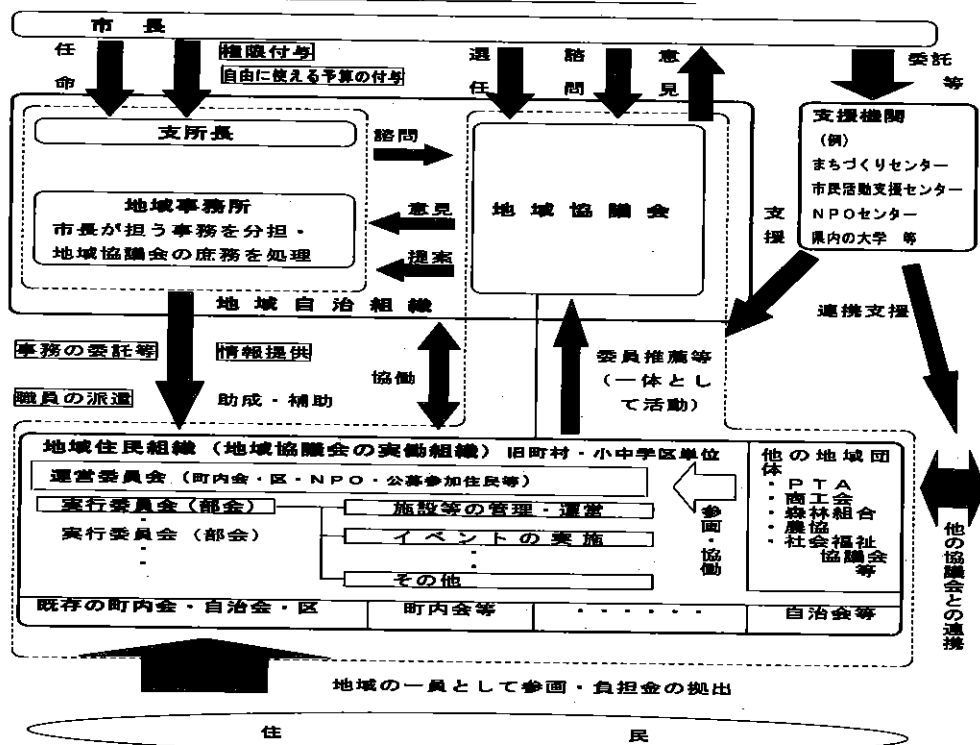 市長
任命
権限付与
自由に使える予算の付与
選任
諮問
意見
委託等
支所長
諮問
地域事務所
市長が担う事務を分担・
地域協議会の庶務を処理
意見
提案
地域協議会
地域自治組織
支援機関
(例)
まちづくりセンター
市民活動支援センター
NPOセンター
県内の大学 等
支援
連携支援
事務の委託等
情報提供
職員の派遣
助成・補助
協働
委員推薦等
(一体とし
て活動)
地域住民組織(地域協議会の実働組織)旧町村・小中学区単位
運営委員会(町内会・区・NPO・公募参加住民等)
実行委員会(部会)
・
実行委員会(部会)
・
・
施設等の管理・運営
イベントの実施
・
その他
参画・協働
他の地域団
体
・PTA
・商工会
・森林組合
・農協
・社会福祉
協議会
等
他の協議会との連携
既存の町内会・自治会・区
町内会等
・・・・・・
自治会等
地域の一員として参画・負担金の拠出
住民